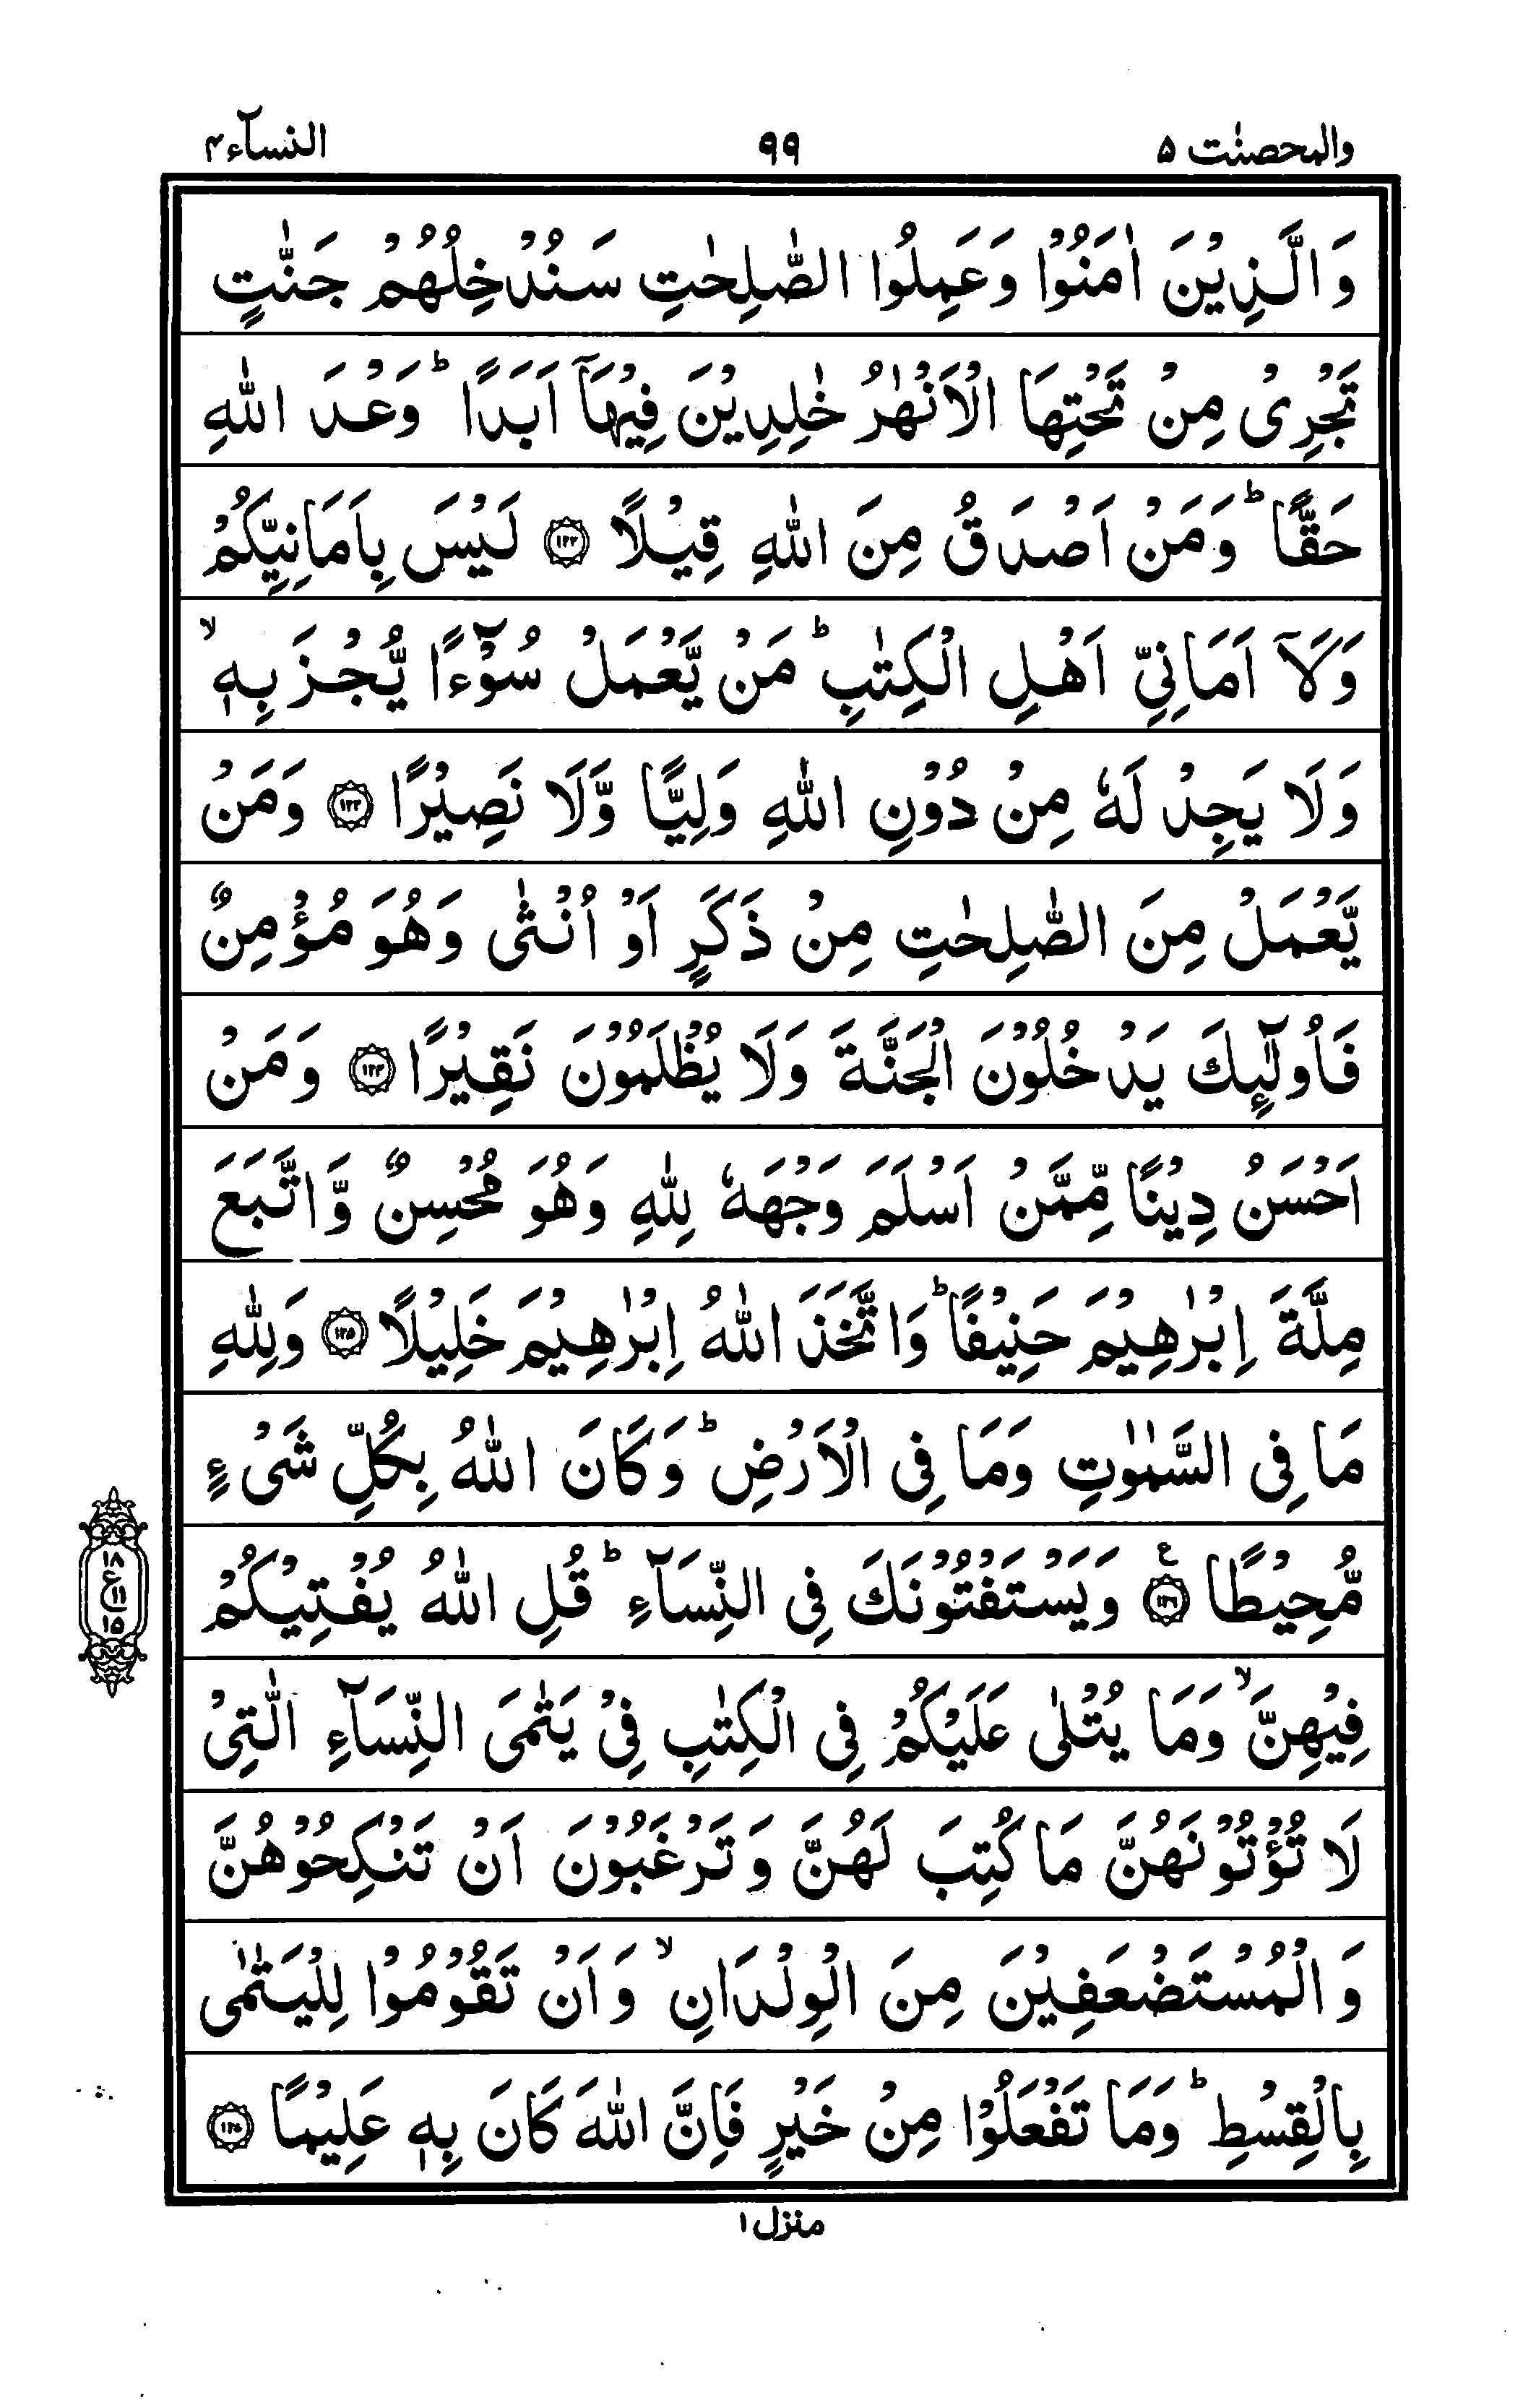 والمحصنٰت ۵ ۹۹ النسآء ۴
وَالَّذِيْنَ اٰمَنُوْا وَعَمِلُوا الصّٰلِحٰتِ سَنُدْخِلُهُمْ جَنّٰتٍ
تَجْرِيْ مِنْ تَحْتِهَا الْاَنْهٰرُ خٰلِدِيْنَ فِيْهَآ اَبَدًا ؕ وَعْدَ اللّٰهِ
حَقًّا ؕ وَمَنْ اَصْدَقُ مِنَ اللّٰهِ قِيْلًا ۝۱۲۲ لَيْسَ بِاَمَانِيِّكُمْ
وَلَآ اَمَانِيِّ اَهْلِ الْكِتٰبِ ؕ مَنْ يَّعْمَلْ سُوْٓءًا يُّجْزَ بِهٖ ۙ
وَلَا يَجِدْ لَهٗ مِنْ دُوْنِ اللّٰهِ وَلِيًّا وَّلَا نَصِيْرًا ۝۱۲۳ وَمَنْ
يَّعْمَلْ مِنَ الصّٰلِحٰتِ مِنْ ذَكَرٍ اَوْ اُنْثٰى وَهُوَ مُؤْمِنٌ
فَاُولٰٓئِكَ يَدْخُلُوْنَ الْجَنَّةَ وَلَا يُظْلَمُوْنَ نَقِيْرًا ۝۱۲۴ وَمَنْ
اَحْسَنُ دِيْنًا مِّمَّنْ اَسْلَمَ وَجْهَهٗ لِلّٰهِ وَهُوَ مُحْسِنٌ وَّاتَّبَعَ
مِلَّةَ اِبْرٰهِيْمَ حَنِيْفًا ؕ وَاتَّخَذَ اللّٰهُ اِبْرٰهِيْمَ خَلِيْلًا ۝۱۲۵ وَلِلّٰهِ
مَا فِى السَّمٰوٰتِ وَمَا فِى الْاَرْضِ ؕ وَكَانَ اللّٰهُ بِكُلِّ شَيْءٍ
مُّحِيْطًا ۝۱۲۶ ع وَيَسْتَفْتُوْنَكَ فِى النِّسَآءِ ؕ قُلِ اللّٰهُ يُفْتِيْكُمْ
۱۸ ع ۱۱ ۱۵
فِيْهِنَّ ۙ وَمَا يُتْلٰى عَلَيْكُمْ فِى الْكِتٰبِ فِيْ يَتٰمَى النِّسَآءِ الّٰتِيْ
لَا تُؤْتُوْنَهُنَّ مَا كُتِبَ لَهُنَّ وَتَرْغَبُوْنَ اَنْ تَنْكِحُوْهُنَّ
وَالْمُسْتَضْعَفِيْنَ مِنَ الْوِلْدَانِ ۙ وَاَنْ تَقُوْمُوْا لِلْيَتٰمٰى
بِالْقِسْطِ ؕ وَمَا تَفْعَلُوْا مِنْ خَيْرٍ فَاِنَّ اللّٰهَ كَانَ بِهٖ عَلِيْمًا ۝۱۲۷
منزل ۱